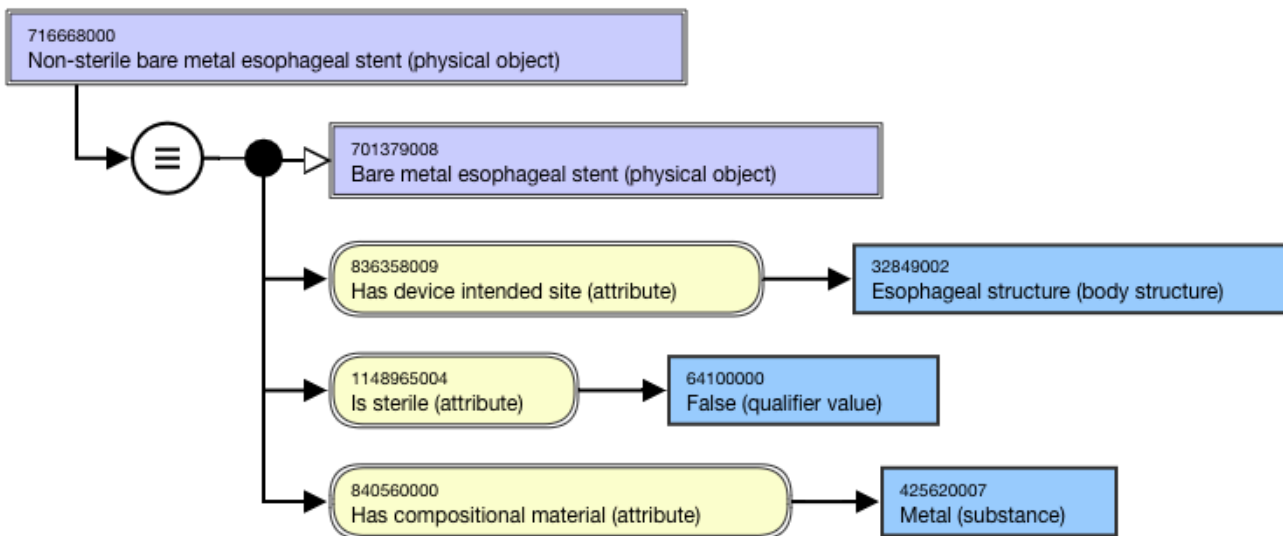 716668000
Non-sterile bare metal esophageal stent (physical object)
701379008
Bare metal esophageal stent (physical object)
836358009
Has device intended site (attribute)
32849002
Esophageal structure (body structure)
1148965004
Is sterile (attribute)
64100000
False (qualifier value)
840560000
Has compositional material (attribute)
425620007
Metal (substance)